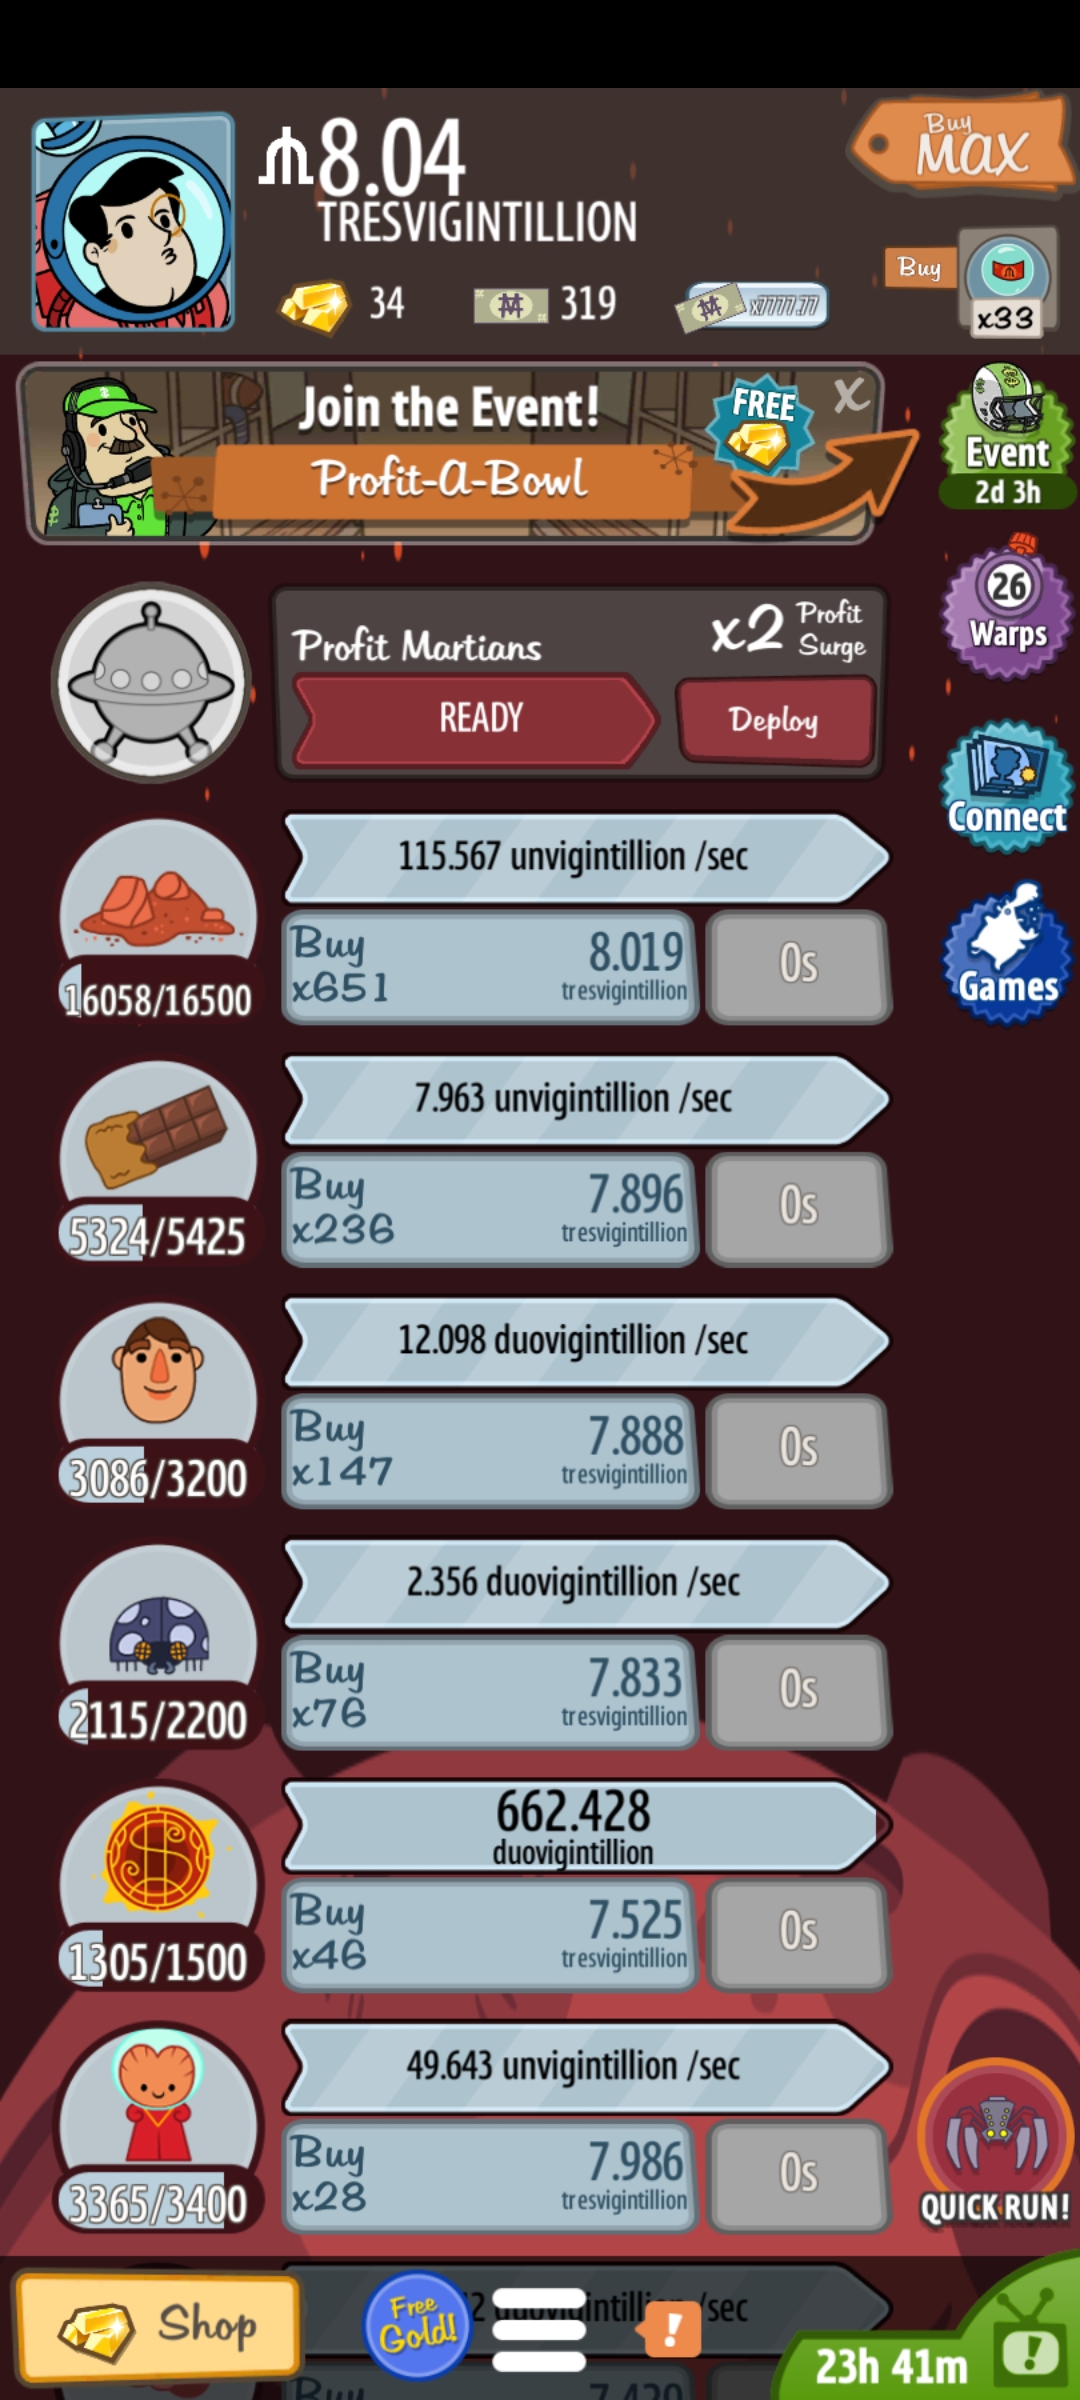 8.04
TRESVIGINTILLION
Buy
MAX
34
319
x7777.77
Buy
x33
Join the Event!
Profit-A-Bowl
FREE
X
Event
2d 3h
Profit Martians
x2 Profit Surge
READY
Deploy
26
Warps
Connect
Games
115.567 unvigintillion /sec
16058/16500
Buy
x651
8.019
tresvigintillion
0s
7.963 unvigintillion /sec
5324/5425
Buy
x236
7.896
tresvigintillion
0s
12.098 duovigintillion /sec
3086/3200
Buy
x147
7.888
tresvigintillion
0s
2.356 duovigintillion /sec
2115/2200
Buy
x76
7.833
tresvigintillion
0s
662.428
duovigintillion
1305/1500
Buy
x46
7.525
tresvigintillion
0s
49.643 unvigintillion /sec
3365/3400
Buy
x28
7.986
tresvigintillion
0s
QUICK RUN!
Shop
Free
Gold!
!
/sec
23h 41m
!
Buy